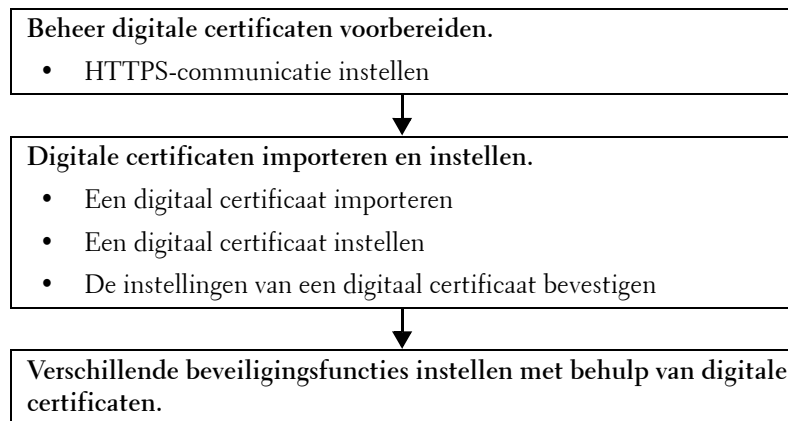 Beheer digitale certificaten voorbereiden.
• HTTPS-communicatie instellen
Digitale certificaten importeren en instellen.
• Een digitaal certificaat importeren
• Een digitaal certificaat instellen
• De instellingen van een digitaal certificaat bevestigen
Verschillende beveiligingsfuncties instellen met behulp van digitale
certificaten.